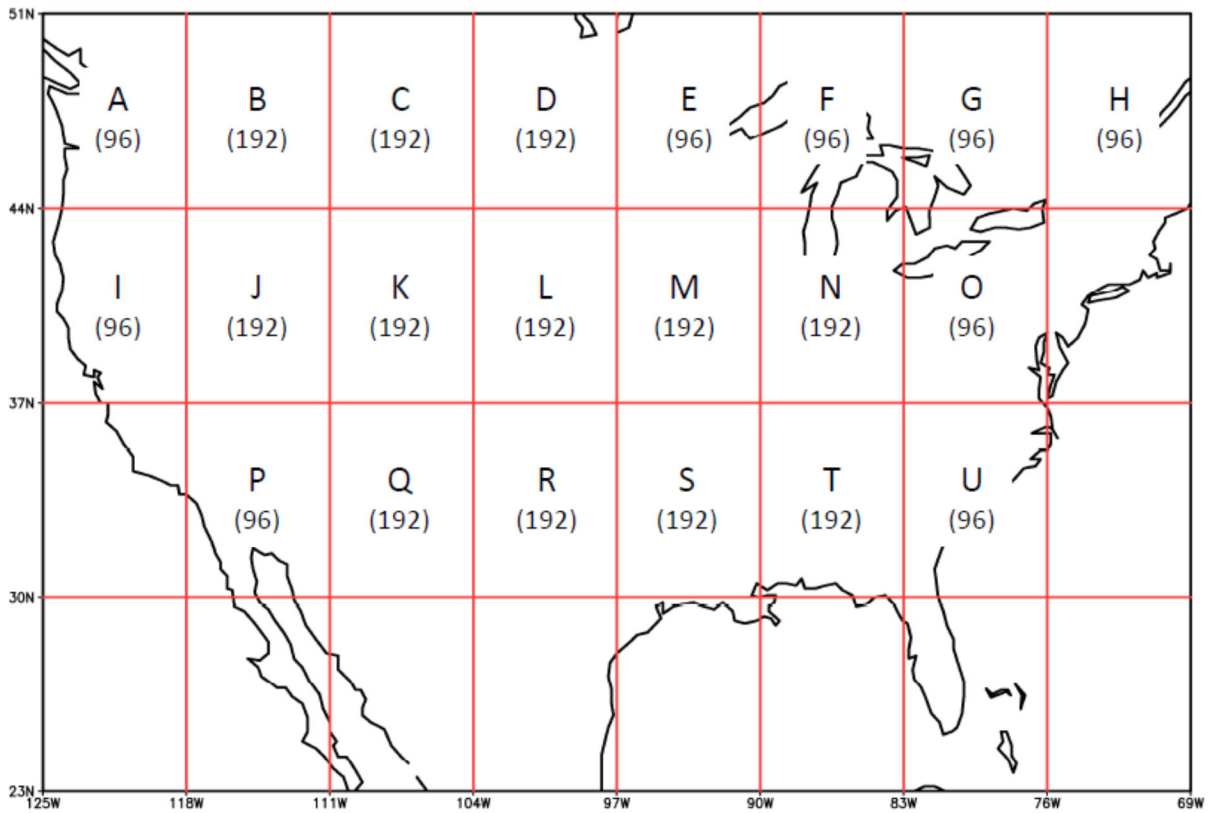 51N
A B C D E F G H
(96) (192) (192) (192) (96) (96) (96) (96)
44N
I J K L M N O
(96) (192) (192) (192) (192) (192) (96)
37N
P Q R S T U
(96) (192) (192) (192) (192) (96)
30N
23N
125W 118W 111W 104W 97W 90W 83W 76W 69W